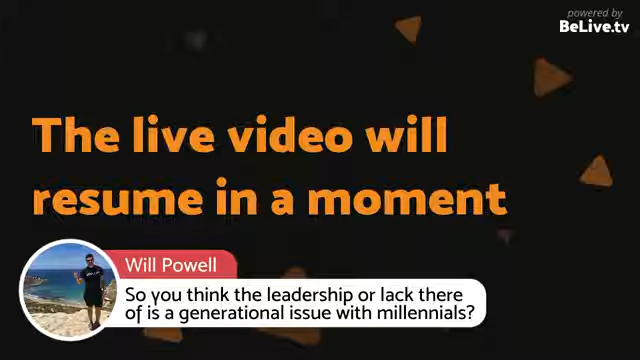 powered by
BeLive.tv
The live video will
resume in a moment
Will Powell
So you think the leadership or lack there
of is a generational issue with millennials?